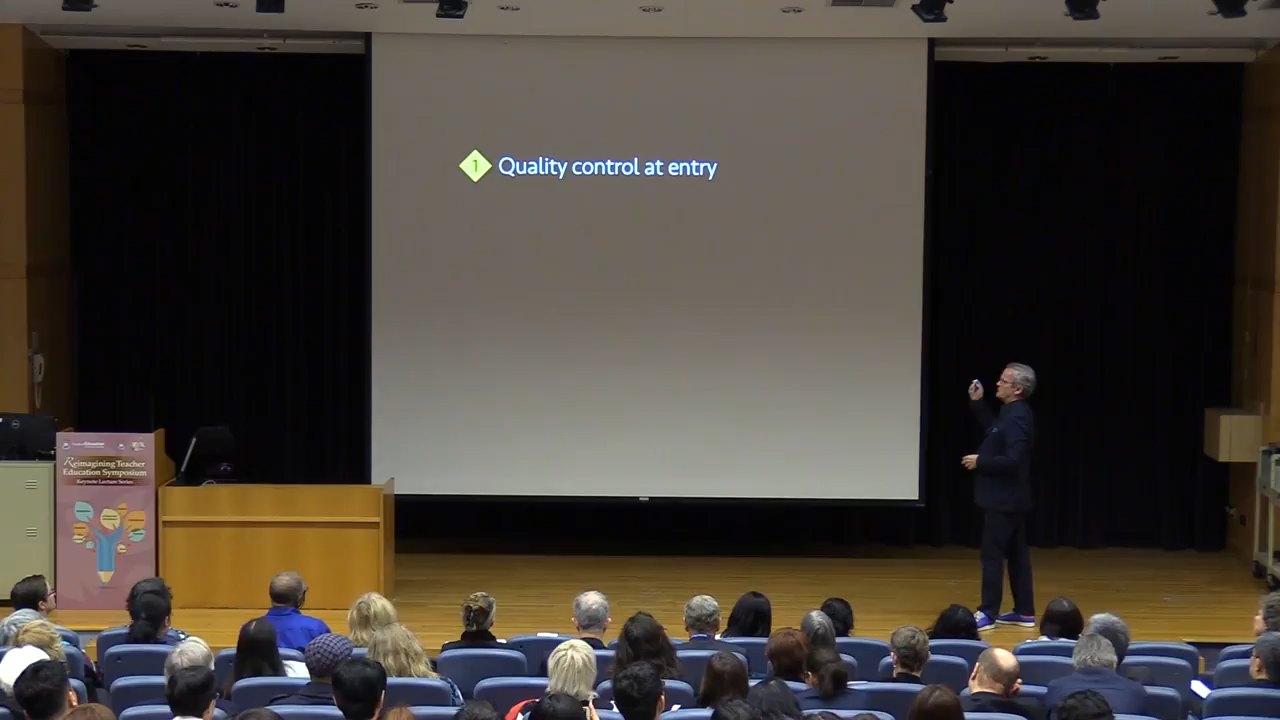 1 Quality control at entry
Reimagining Teacher
Education Symposium
Keynote Lecture Series